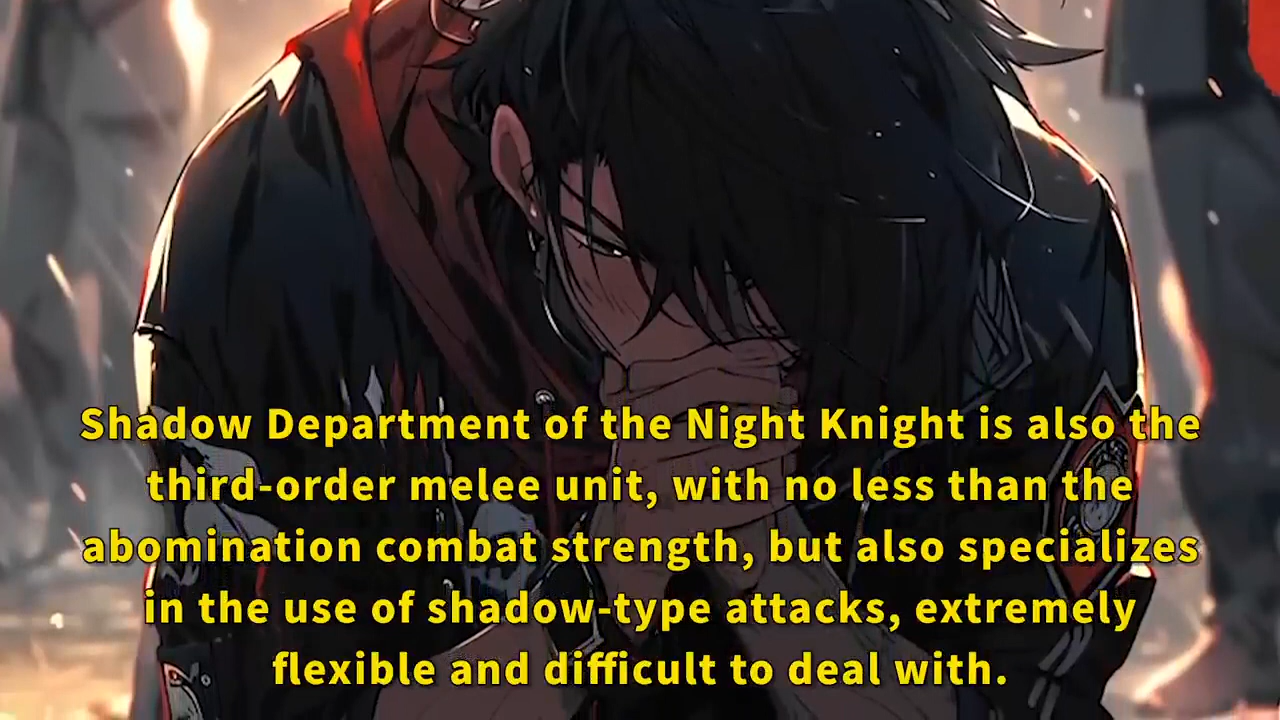 Shadow Department of the Night Knight is also the
third-order melee unit, with no less than the
abomination combat strength, but also specializes
in the use of shadow-type attacks, extremely
flexible and difficult to deal with.